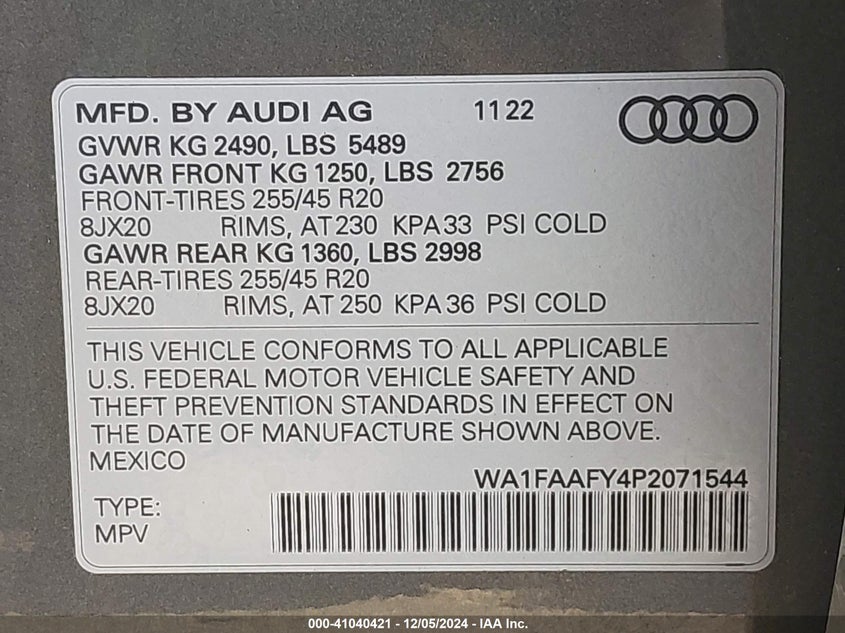 MFD. BY AUDI AG 11 22
GVWR KG 2490, LBS 5489
GAWR FRONT KG 1250, LBS 2756
FRONT-TIRES 255/45 R20
8JX20 RIMS, AT 230 KPA 33 PSI COLD
GAWR REAR KG 1360, LBS 2998
REAR-TIRES 255/45 R20
8JX20 RIMS, AT 250 KPA 36 PSI COLD
THIS VEHICLE CONFORMS TO ALL APPLICABLE
U.S. FEDERAL MOTOR VEHICLE SAFETY AND
THEFT PREVENTION STANDARDS IN EFFECT ON
THE DATE OF MANUFACTURE SHOWN ABOVE.
MEXICO
WA1FAAFY4P2071544
TYPE:
MPV
000-41040421 - 12/05/2024 - IAA Inc.